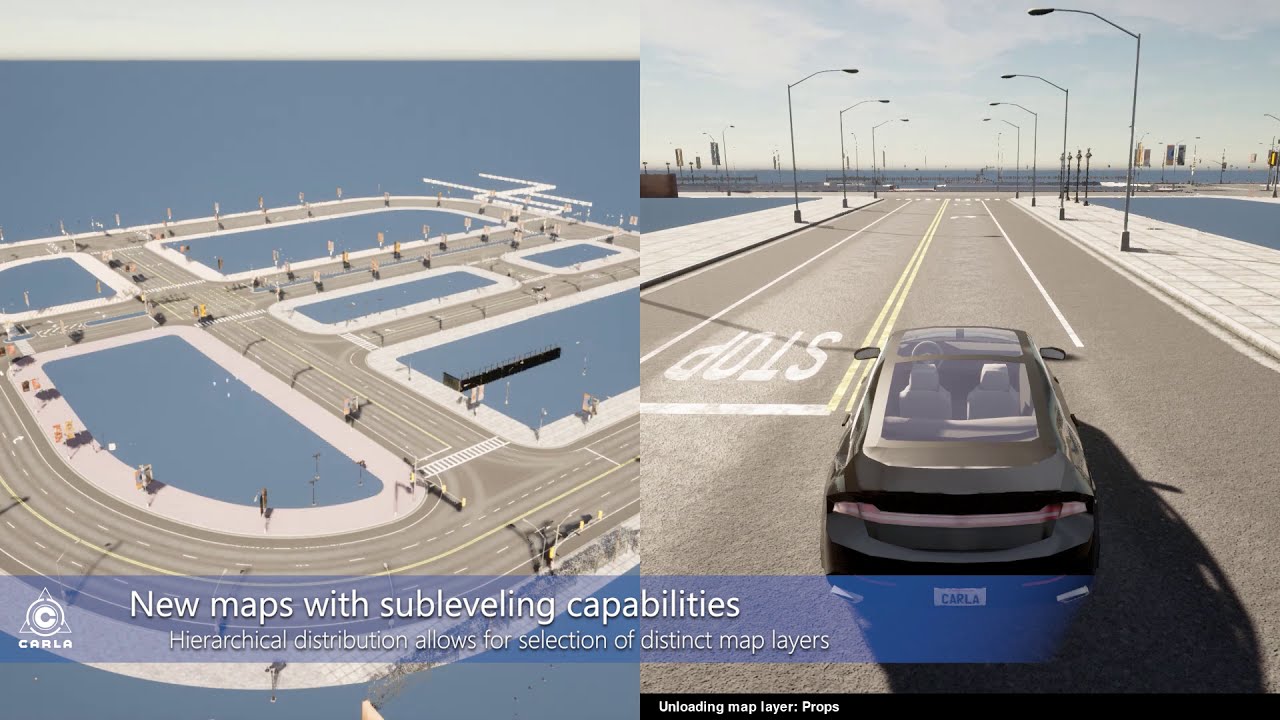 STOP
CARLA
New maps with subleveling capabilities
Hierarchical distribution allows for selection of distinct map layers
C
CARLA
Unloading map layer: Props